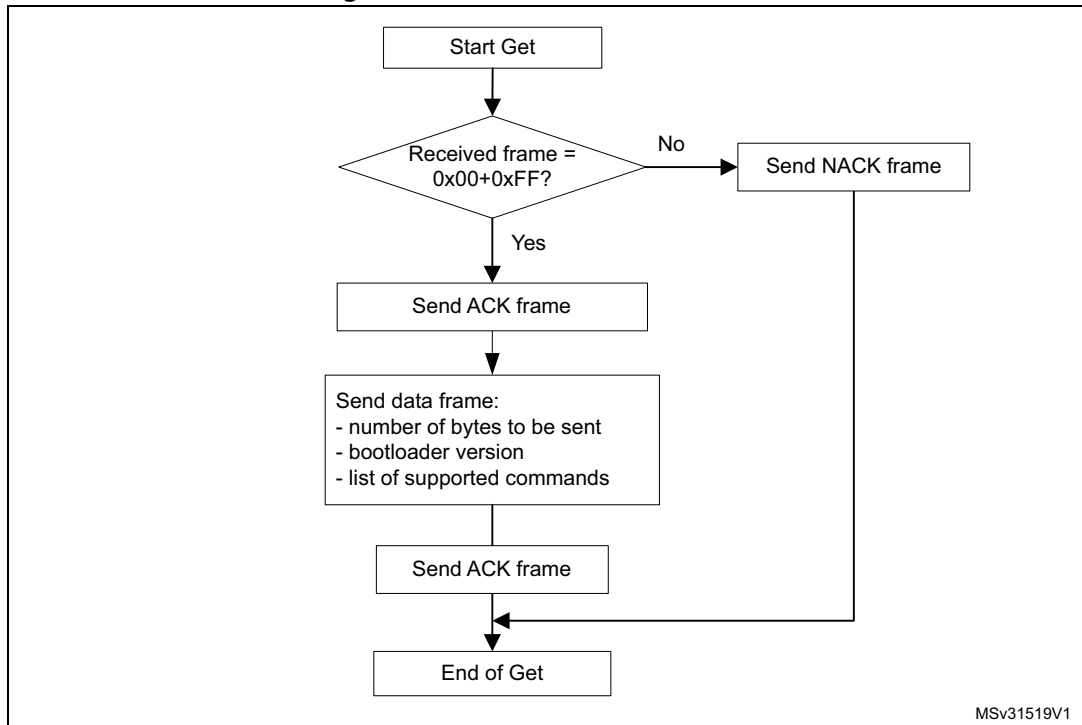 Start Get
Received frame =
0x00+0xFF?
No
Send NACK frame
Yes
Send ACK frame
Send data frame:
- number of bytes to be sent
- bootloader version
- list of supported commands
Send ACK frame
End of Get
MSv31519V1